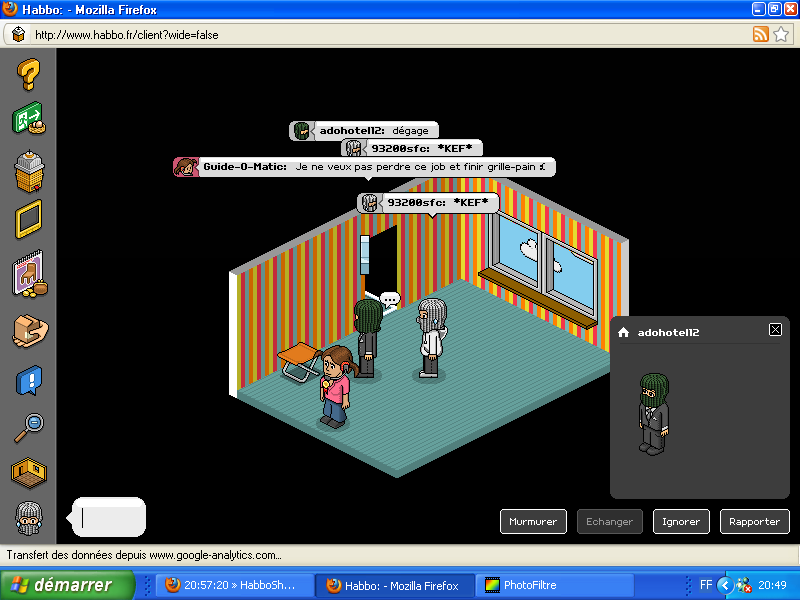 Habbo: - Mozilla Firefox
http://www.habbo.fr/client?wide=false
adohotel12: dégage
93200sfc: *KEF*
Guide-O-Matic: Je ne veux pas perdre ce job et finir grille-pain :(
93200sfc: *KEF*
adohotel12
Murmurer
Echanger
Ignorer
Rapporter
Transfert des données depuis www.google-analytics.com...
démarrer
20:57:20 » HabboSh...
Habbo: - Mozilla Firefox
PhotoFiltre
FF
20:49